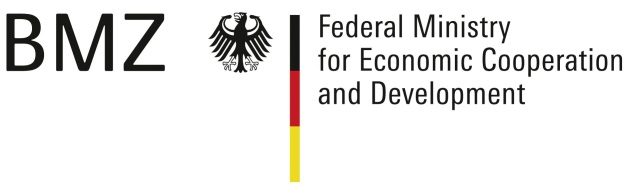 BMZ
Federal Ministry
for Economic Cooperation
and Development